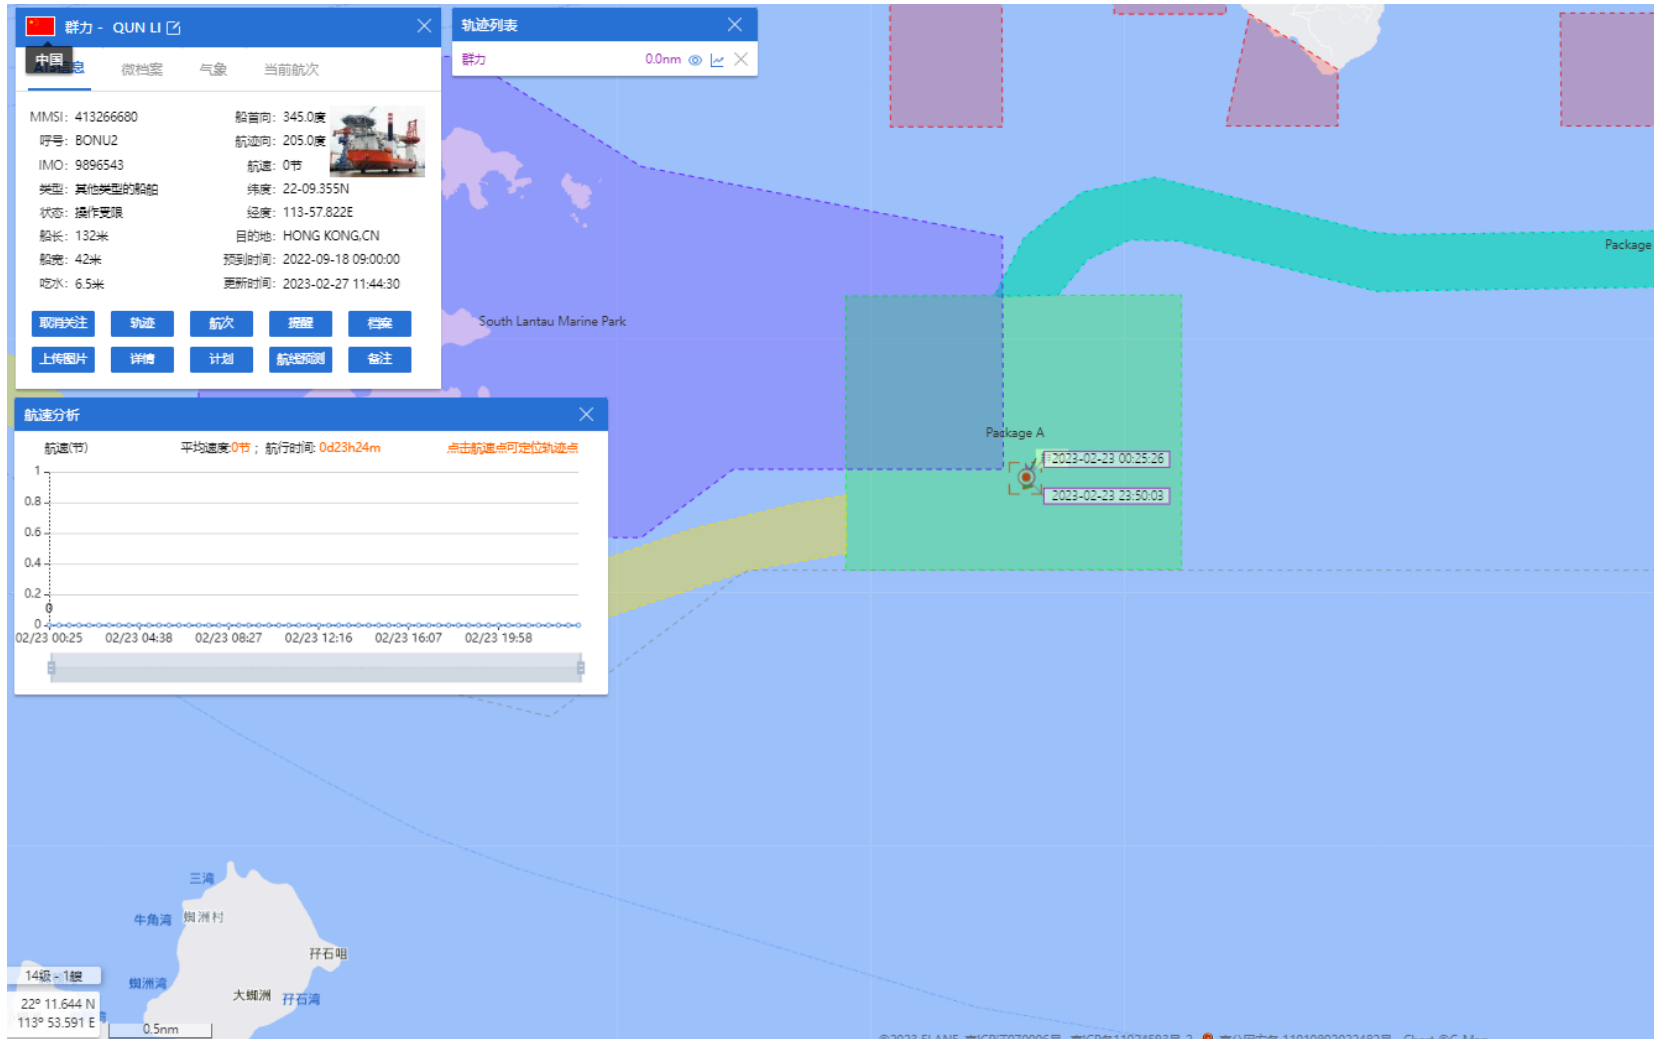 群力 - QUN LI
中国
微档案
气象
当前航次
MMSI: 413266680
船首向: 345.0度
呼号: BONU2
航迹向: 205.0度
IMO: 9896543
航速: 0节
类型: 其他类型的船舶
纬度: 22-09.355N
状态: 操作受限
经度: 113-57.822E
船长: 132米
目的地: HONG KONG,CN
船宽: 42米
预到时间: 2022-09-18 09:00:00
吃水: 6.5米
更新时间: 2023-02-27 11:44:30
取消关注 轨迹 航次 提醒 档案
上传图片 详情 计划 航线预测 备注
轨迹列表
群力 0.0nm
航速分析
航速(节)
平均速度:0节； 航行时间: 0d23h24m
点击航速点可定位轨迹点
1
0.8
0.6
0.4
0.2
0
0
02/23 00:25 02/23 04:38 02/23 08:27 02/23 12:16 02/23 16:07 02/23 19:58
South Lantau Marine Park
Package
Package A
2023-02-23 00:25:26
2023-02-23 23:50:03
三湾
牛角湾
蜘洲村
孖石咀
蜘洲湾
大蜘洲
孖石湾
14级 - 1艘
22º 11.644 N
113º 53.591 E
0.5nm